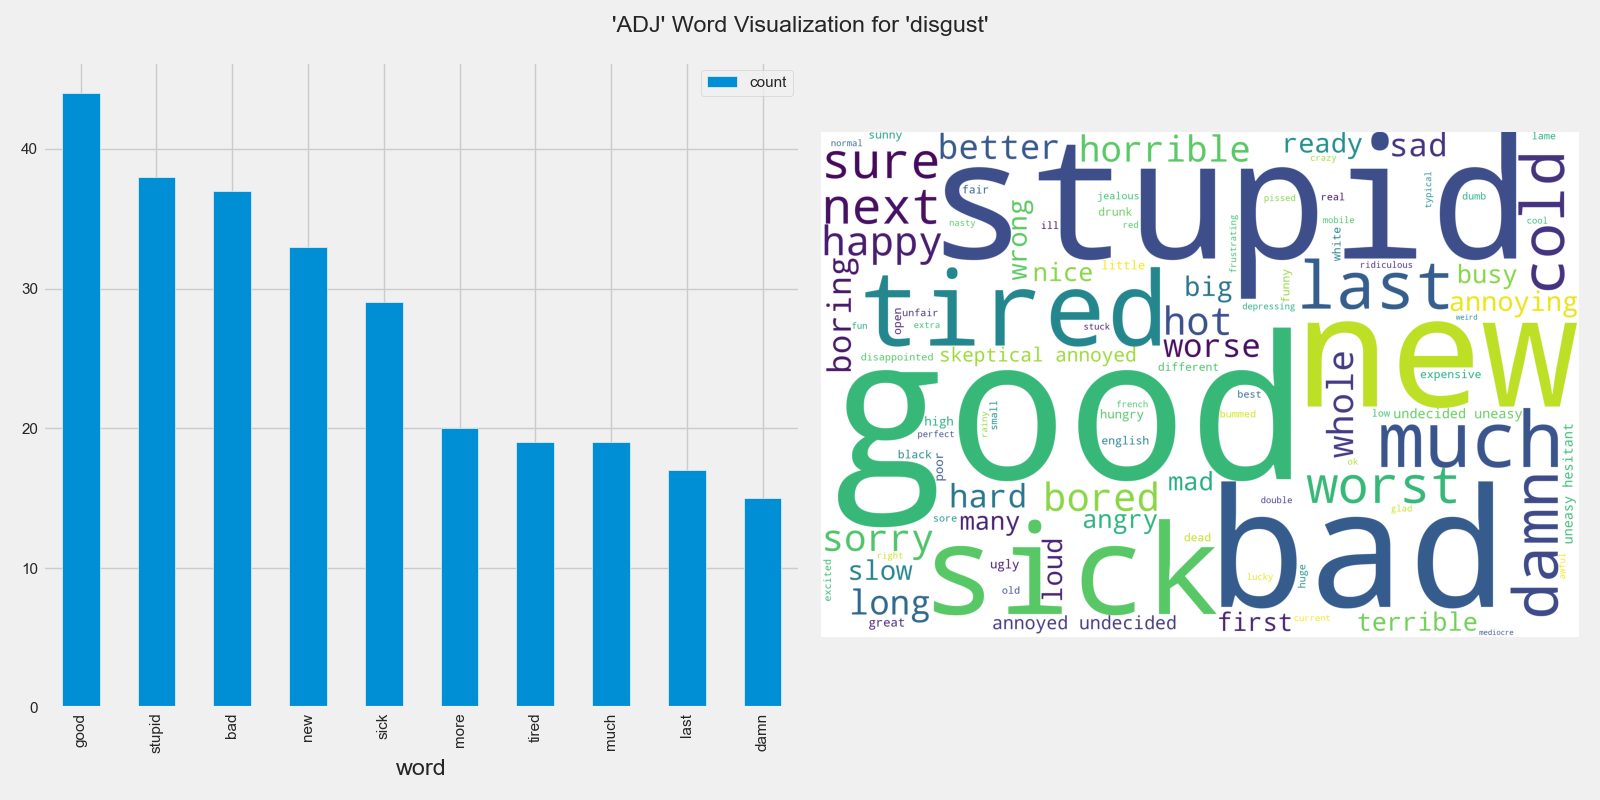 'ADJ' Word Visualization for 'disgust'
count
40
30
20
10
0
good
stupid
bad
new
sick
more
tired
much
last
damn
word
normal
sunny
sure
better
horrible
ready
crazy
sad
lame
cold
stupid
next
fair
jealous
drunk
nasty
ill
red
pissed
real
mobile
typical
dumb
cool
happy
wrong
frustrating
white
ridiculous
boring
nice
little
big
funny
depressing
last
busy
annoying
tired
open
unfair
extra
fun
stuck
hot
weird
new
disappointed
skeptical annoyed
worse
different
whole
expensive
good
high
perfect
rainy
small
french
hungry
english
best
bummed
low
undecided uneasy
much
black
poor
ok
uneasy hesitant
hard
bored
mad
double
worst
glad
damn
bad
sore
many
angry
sorry
right
sick
dead
loud
ugly
old
slow
excited
long
great
lucky
huge
awful
annoyed undecided
first
current
terrible
mediocre